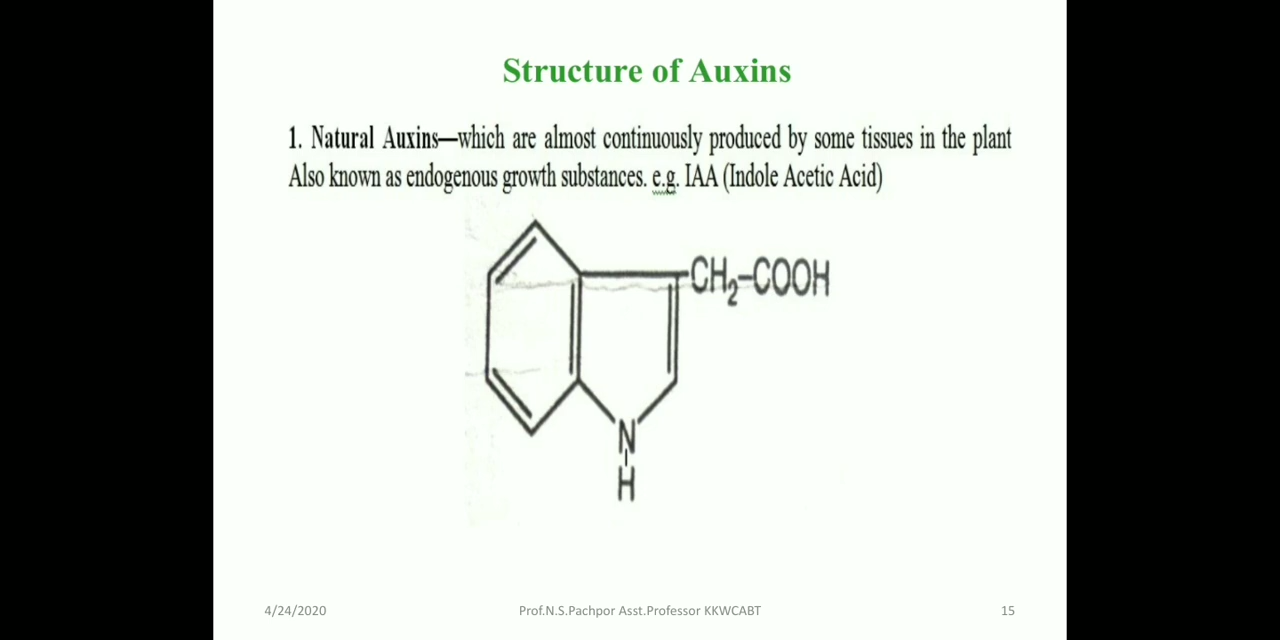 Structure of Auxins
1. Natural Auxins—which are almost continuously produced by some tissues in the plant
Also known as endogenous growth substances. e.g. IAA (Indole Acetic Acid)
CH₂-COOH
N
H
4/24/2020 Prof.N.S.Pachpor Asst.Professor KKWCABT 15